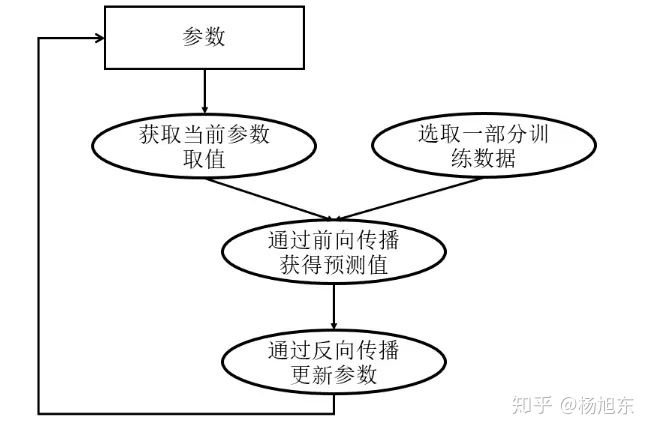 参数
获取当前参数
取值
选取一部分训
练数据
通过前向传播
获得预测值
通过反向传播
更新参数
知乎 @杨旭东